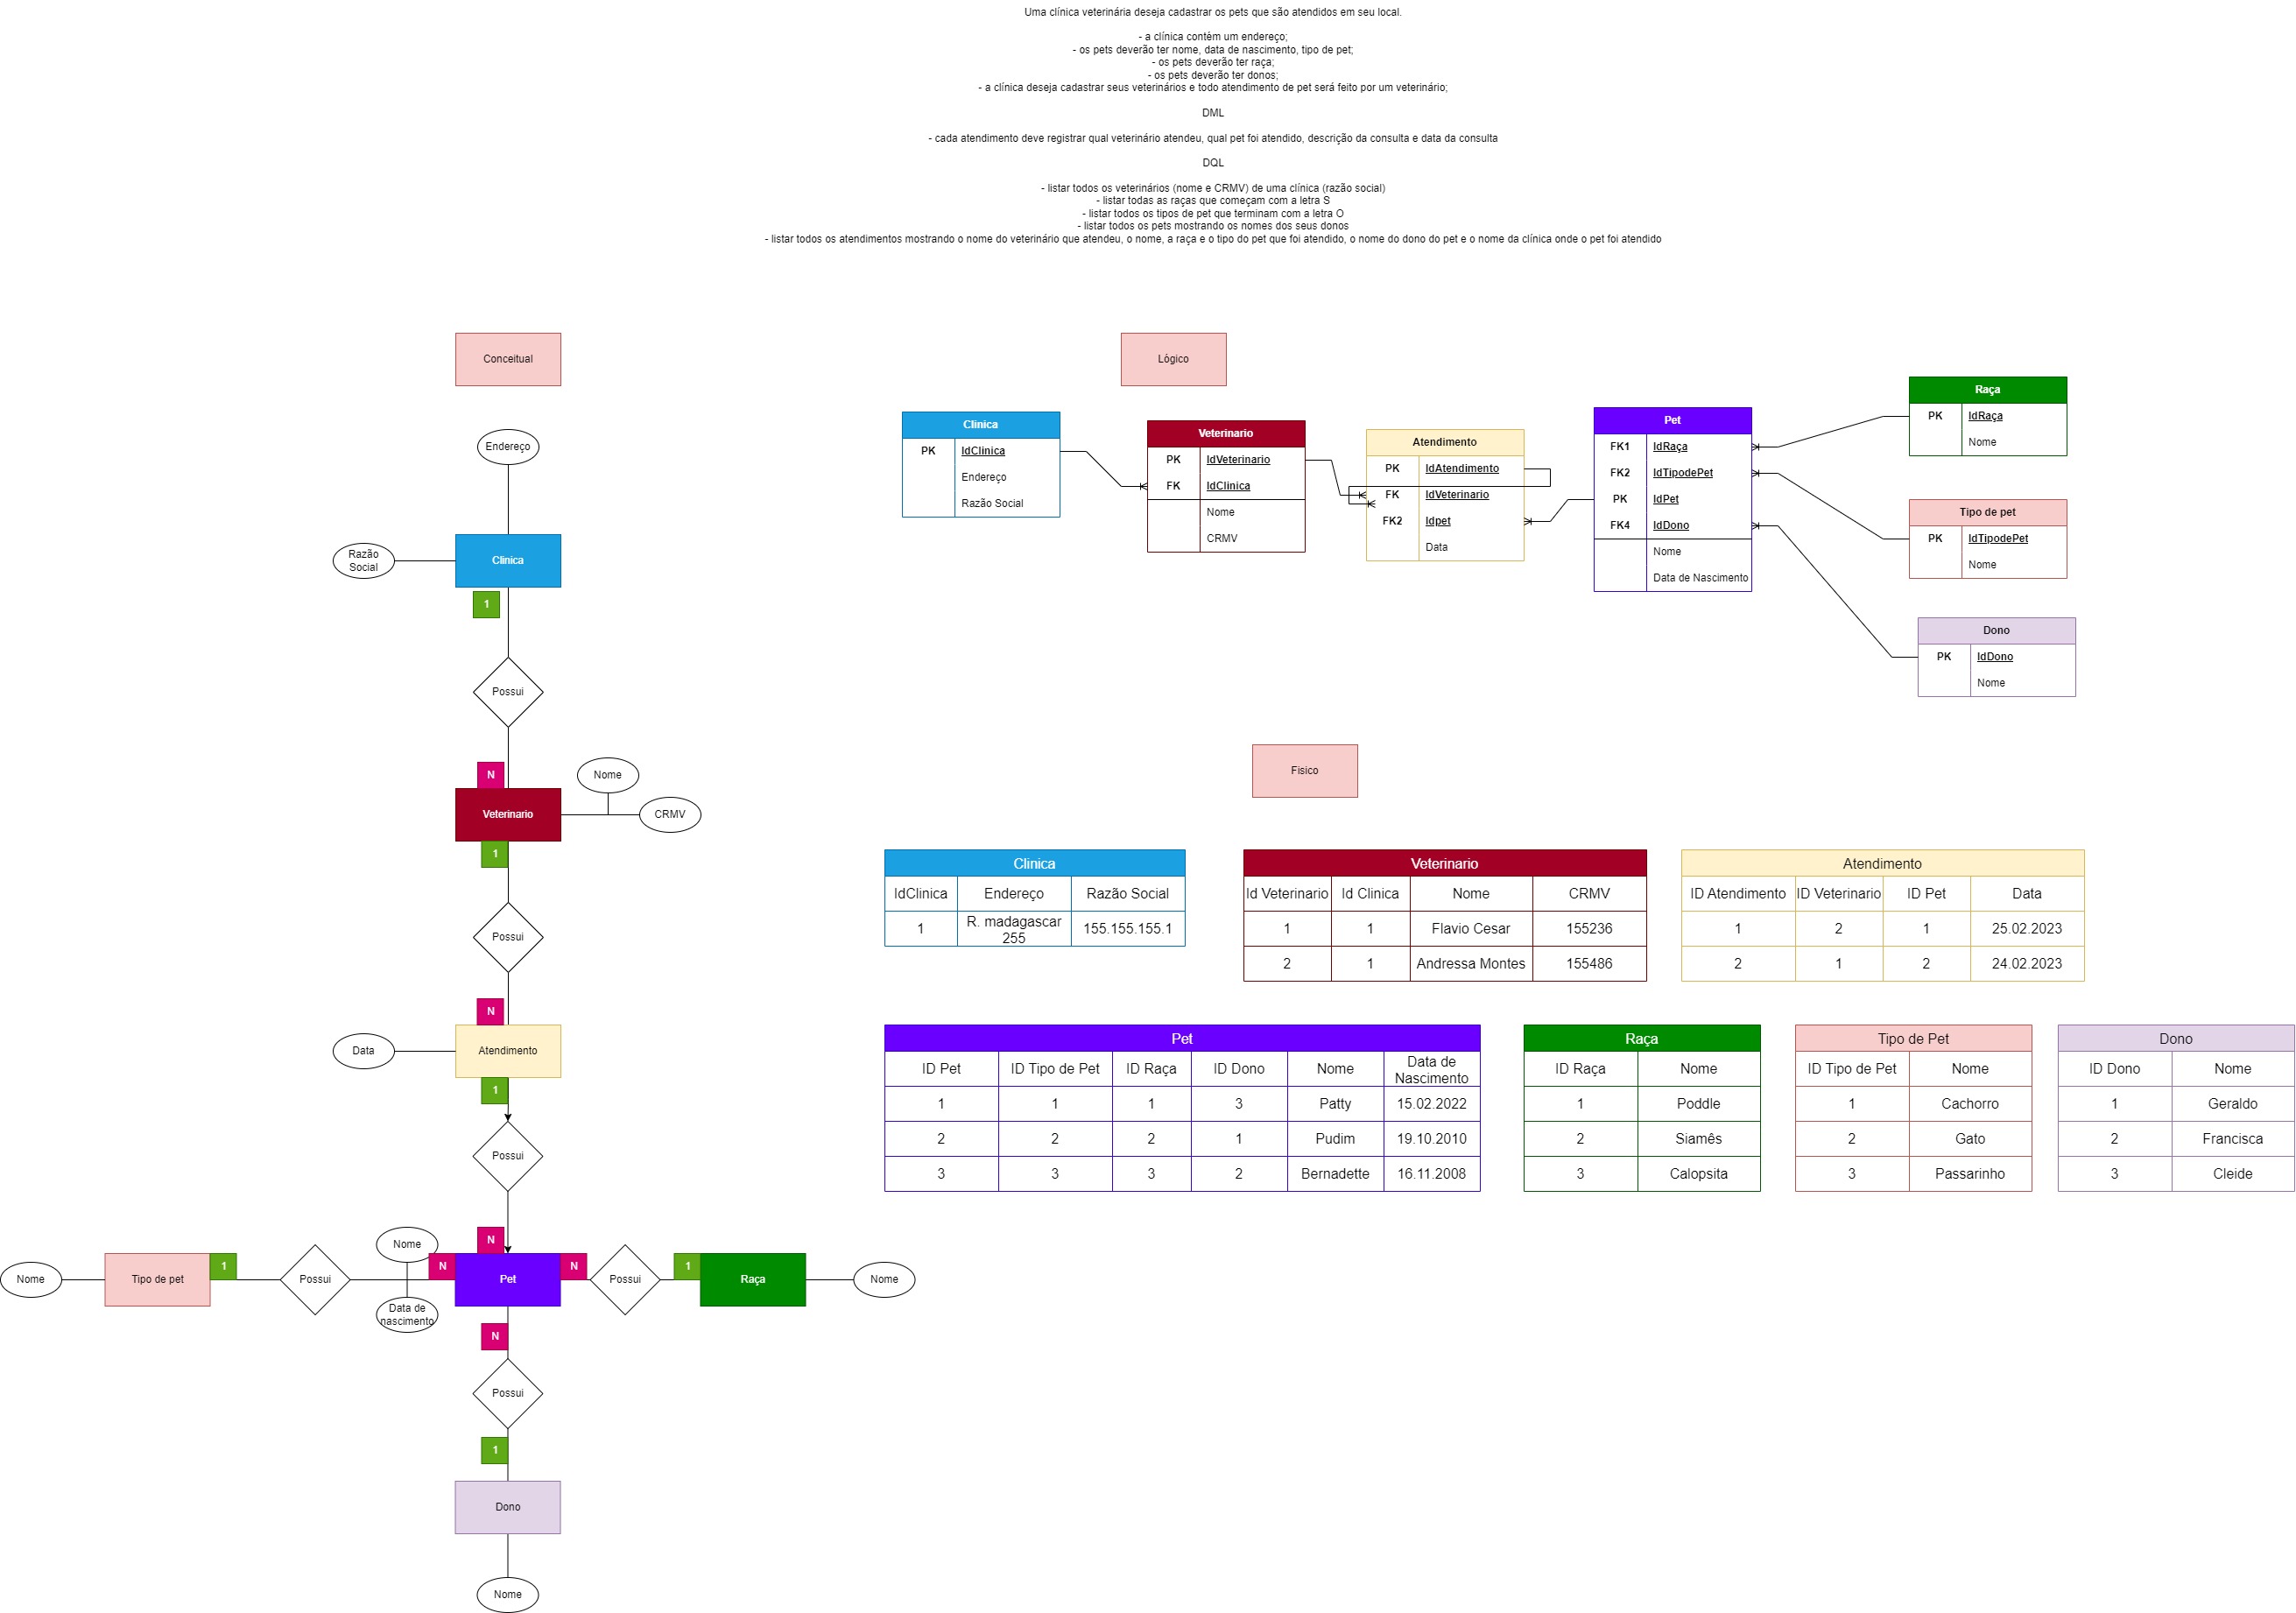 Uma clínica veterinária deseja cadastrar os pets que são atendidos em seu local.
- a clínica contêm um endereço;
- os pets deverão ter nome, data de nascimento, tipo de pet;
- os pets deverão ter raça;
- os pets deverão ter donos;
- a clínica deseja cadastrar seus veterinários e todo atendimento de pet será feito por um veterinário;
DML
- cada atendimento deve registrar qual veterinário atendeu, qual pet foi atendido, descrição da consulta e data da consulta
DQL
- listar todos os veterinários (nome e CRMV) de uma clínica (razão social)
- listar todas as raças que começam com a letra S
- listar todos os tipos de pet que terminam com a letra O
- listar todos os pets mostrando os nomes dos seus donos
- listar todos os atendimentos mostrando o nome do veterinário que atendeu, o nome, a raça e o tipo do pet que foi atendido, o nome do dono do pet e o nome da clínica onde o pet foi atendido
Conceitual
Endereço
Razão
Social
Clinica
1
Possui
N
Nome
Veterinario
CRMV
1
Possui
N
Data
Atendimento
1
Possui
N
Nome
Nome
Tipo de pet
1
Possui
N
Pet
N
Possui
1
Raça
Nome
Data de
nascimento
N
Possui
1
Dono
Nome
Lógico
Clinica
PK IdClinica
Endereço
Razão Social
Veterinario
PK IdVeterinario
FK IdClinica
Nome
CRMV
Atendimento
PK IdAtendimento
FK IdVeterinario
FK2 Idpet
Data
Pet
FK1 IdRaça
FK2 IdTipodePet
PK IdPet
FK4 IdDono
Nome
Data de Nascimento
Raça
PK IdRaça
Nome
Tipo de pet
PK IdTipodePet
Nome
Dono
PK IdDono
Nome
Fisico
Clinica
IdClinica Endereço Razão Social
1 R. madagascar 255 155.155.155.1
Veterinario
Id Veterinario Id Clinica Nome CRMV
1 1 Flavio Cesar 155236
2 1 Andressa Montes 155486
Atendimento
ID Atendimento ID Veterinario ID Pet Data
1 2 1 25.02.2023
2 1 2 24.02.2023
Pet
ID Pet ID Tipo de Pet ID Raça ID Dono Nome Data de Nascimento
1 1 1 3 Patty 15.02.2022
2 2 2 1 Pudim 19.10.2010
3 3 3 2 Bernadette 16.11.2008
Raça
ID Raça Nome
1 Poddle
2 Siamês
3 Calopsita
Tipo de Pet
ID Tipo de Pet Nome
1 Cachorro
2 Gato
3 Passarinho
Dono
ID Dono Nome
1 Geraldo
2 Francisca
3 Cleide